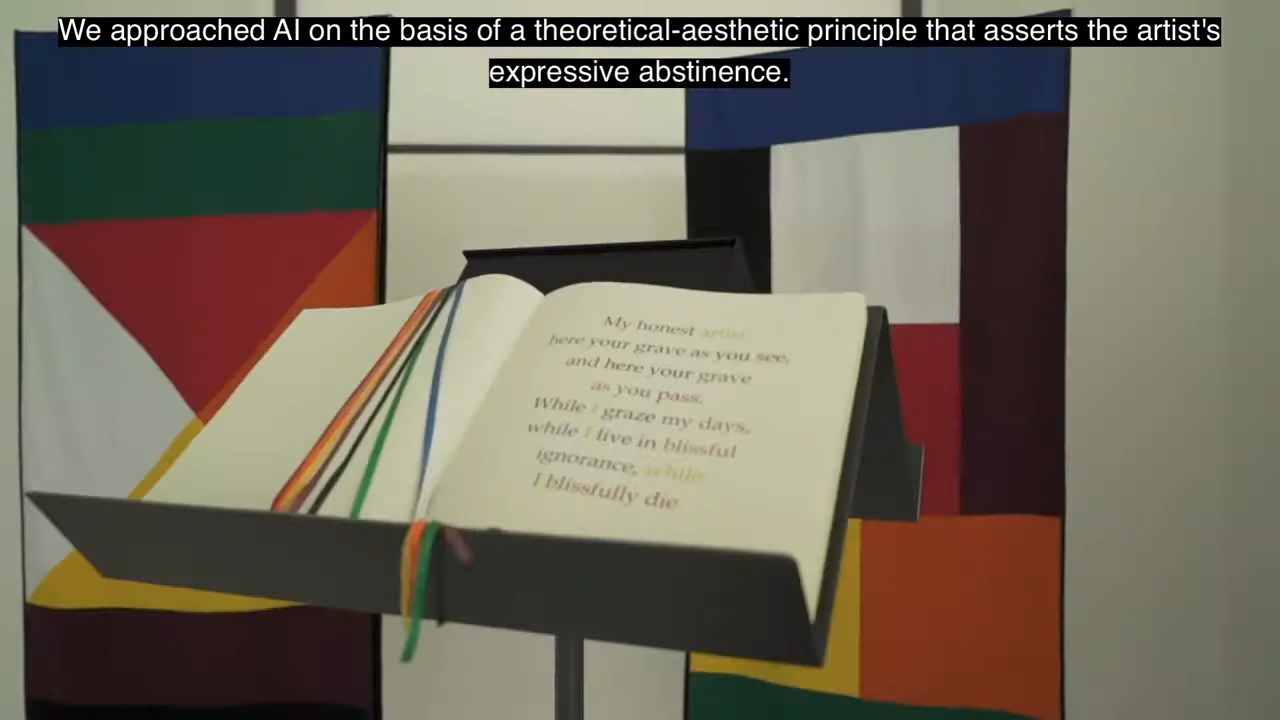 We approached AI on the basis of a theoretical-aesthetic principle that asserts the artist's
expressive abstinence.
My honest artist
here your grave as you see,
and here your grave
as you pass.
While I graze my days,
while I live in blissful
ignorance, while
I blissfully die